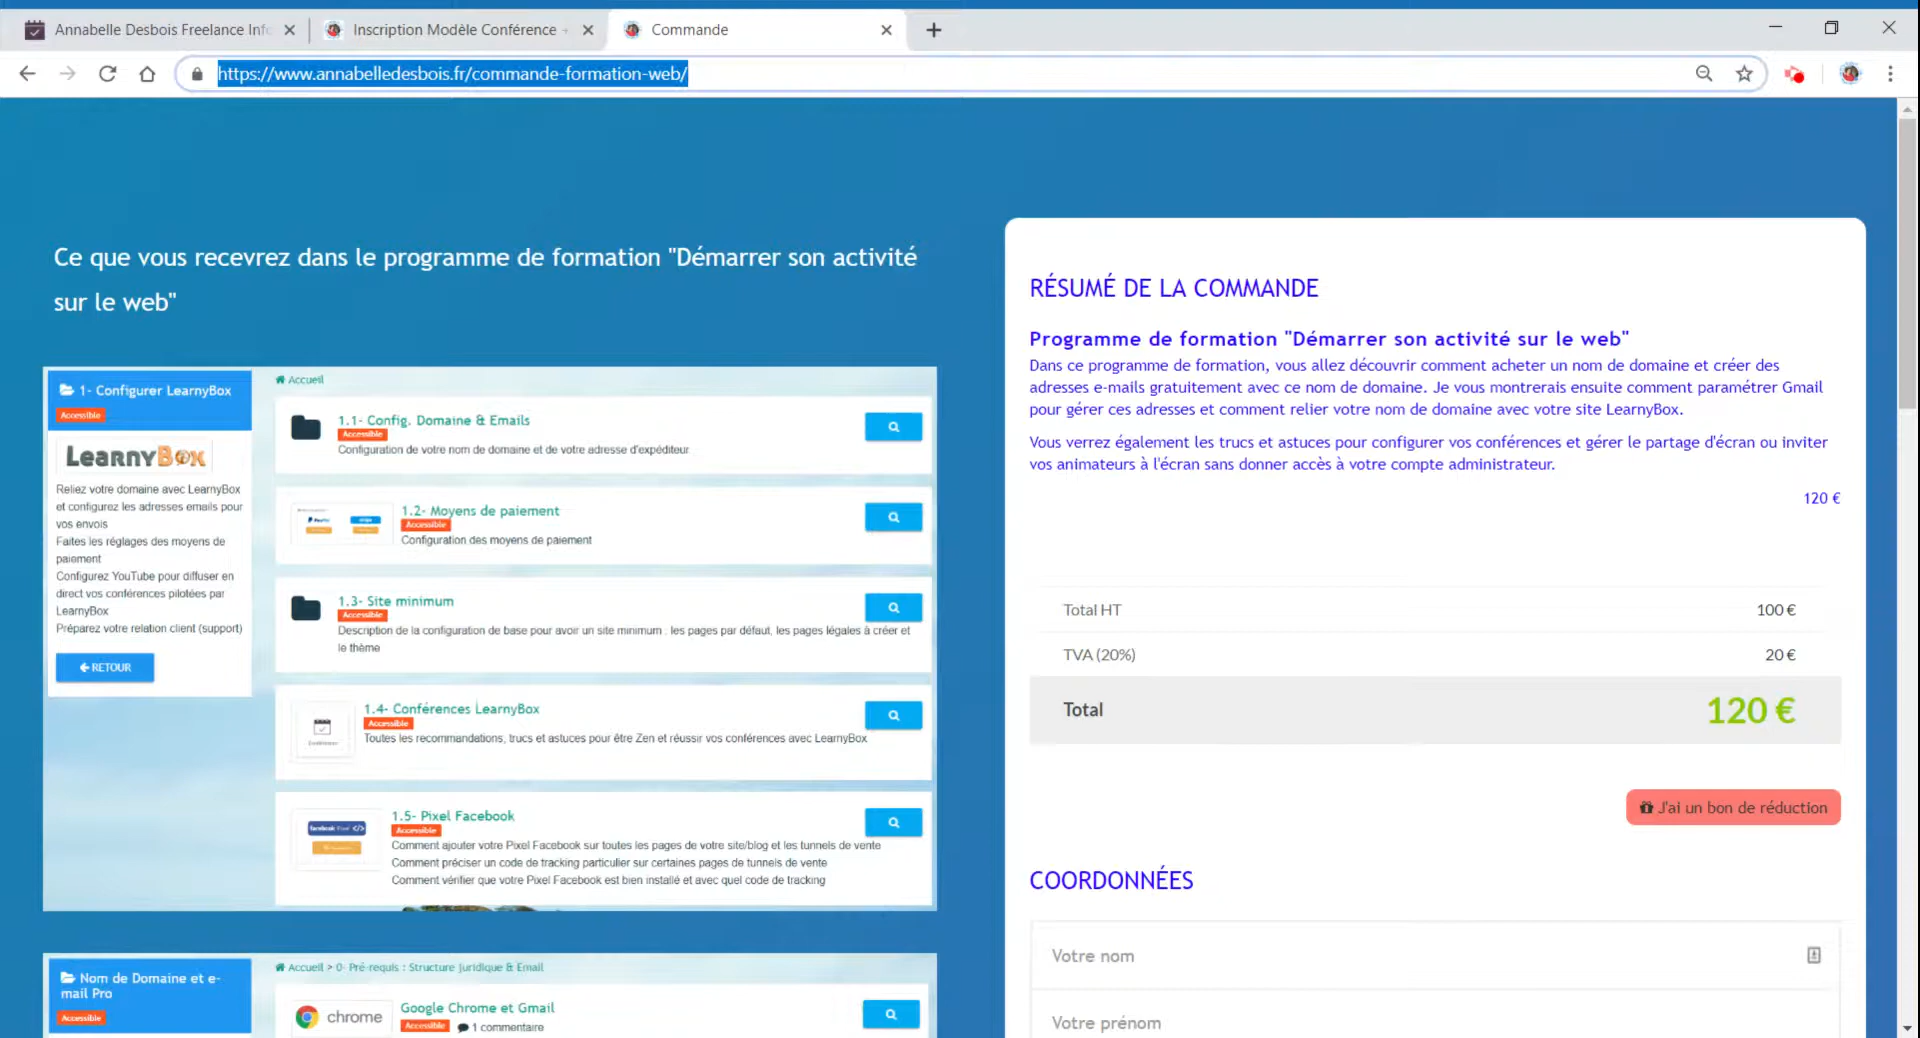 Annabelle Desbois Freelance Info
Inscription Modèle Conférence -
Commande
https://www.annabelledesbois.fr/commande-formation-web/
Ce que vous recevrez dans le programme de formation "Démarrer son activité
sur le web"
1- Configurer LearnyBox
Accessible
LEARNYBOX
Reliez votre domaine avec LearnyBox
et configurez les adresses emails pour
vos envois
Faites les réglages des moyens de
paiement
Configurez YouTube pour diffuser en
direct vos conférences pilotées par
LearnyBox
Préparez votre relation client (support)
RETOUR
Accueil
1.1- Config. Domaine & Emails
Accessible
Configuration de votre nom de domaine et de votre adresse d'expéditeur
1.2- Moyens de paiement
Accessible
Configuration des moyens de paiement
PayPal
1.3- Site minimum
Accessible
Description de la configuration de base pour avoir un site minimum : les pages par défaut, les pages légales à créer et
le thème
1.4- Conférences LearnyBox
Accessible
Toutes les recommandations, trucs et astuces pour être Zen et réussir vos conférences avec LearnyBox
1.5- Pixel Facebook
Accessible
Comment ajouter votre Pixel Facebook sur toutes les pages de votre site/blog et les tunnels de vente
Comment préciser un code de tracking particulier sur certaines pages de tunnels de vente
Comment vérifier que votre Pixel Facebook est bien installé et avec quel code de tracking
Nom de Domaine et e-
mail Pro
Accessible
Accueil > 0- Pré-requis : Structure juridique & Email
chrome
Google Chrome et Gmail
Accessible 1 commentaire
RÉSUMÉ DE LA COMMANDE
Programme de formation "Démarrer son activité sur le web"
Dans ce programme de formation, vous allez découvrir comment acheter un nom de domaine et créer des
adresses e-mails gratuitement avec ce nom de domaine. Je vous montrerais ensuite comment paramétrer Gmail
pour gérer ces adresses et comment relier votre nom de domaine avec votre site LearnyBox.
Vous verrez également les trucs et astuces pour configurer vos conférences et gérer le partage d'écran ou inviter
vos animateurs à l'écran sans donner accès à votre compte administrateur.
120 €
Total HT 100 €
TVA (20%) 20 €
Total 120 €
J'ai un bon de réduction
COORDONNÉES
Votre nom
Votre prénom